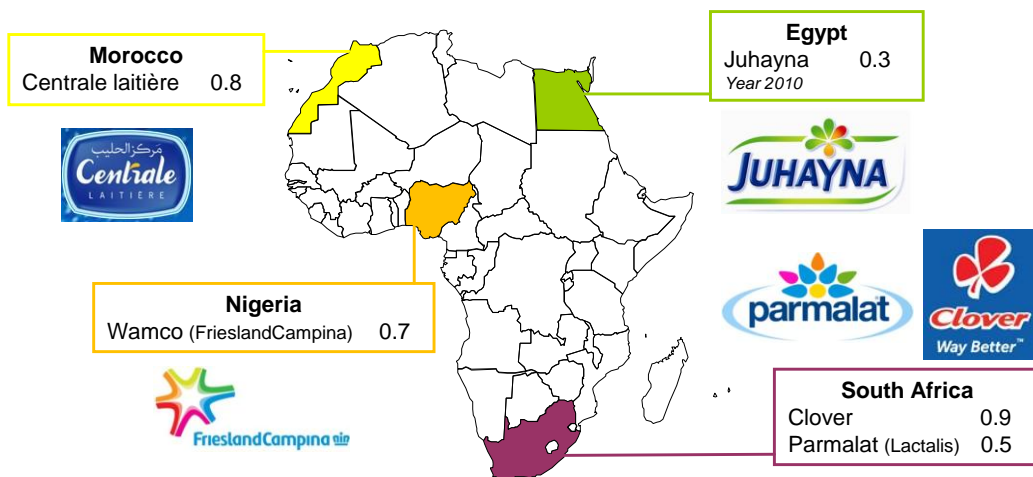 Morocco
Centrale laitière 0.8
Egypt
Juhayna 0.3
Year 2010
مركز الحليب
Centrale
LAITIÈRE
JUHAYNA
parmalat
Clover
Way Better™
Nigeria
Wamco (FrieslandCampina) 0.7
FrieslandCampina
South Africa
Clover 0.9
Parmalat (Lactalis) 0.5